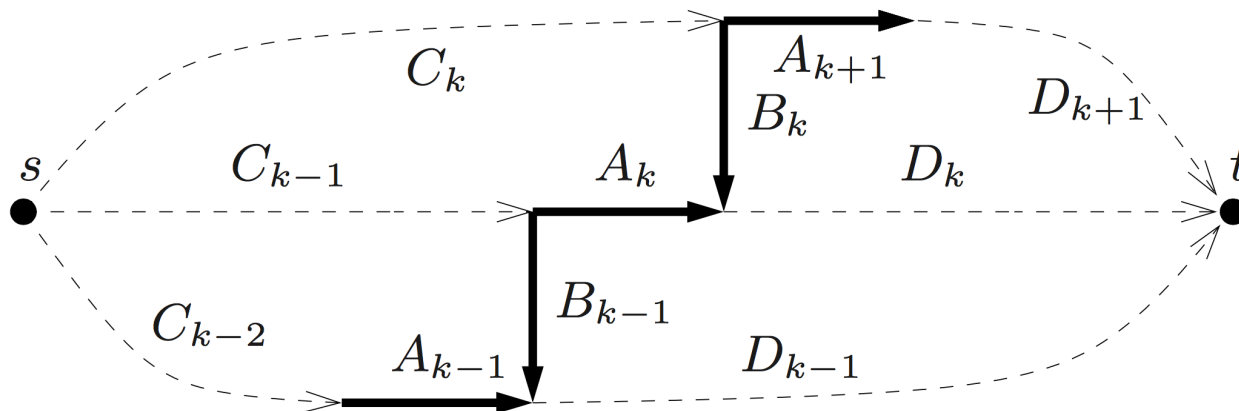 C_k
A_{k+1}
B_k
D_{k+1}
s
C_{k-1}
A_k
D_k
t
C_{k-2}
B_{k-1}
A_{k-1}
D_{k-1}